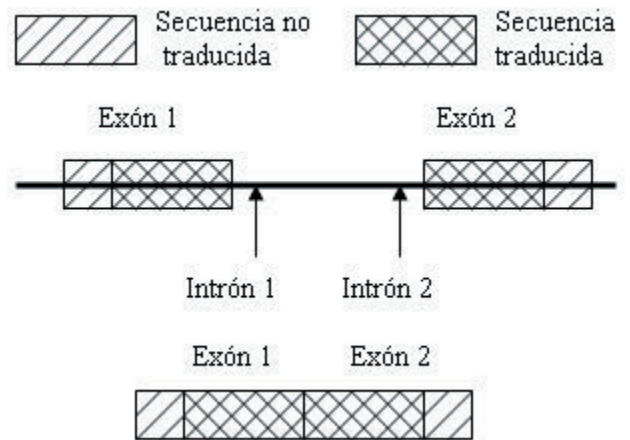 Secuencia no
traducida
Secuencia
traducida
Exón 1
Exón 2
Intrón 1
Intrón 2
Exón 1
Exón 2